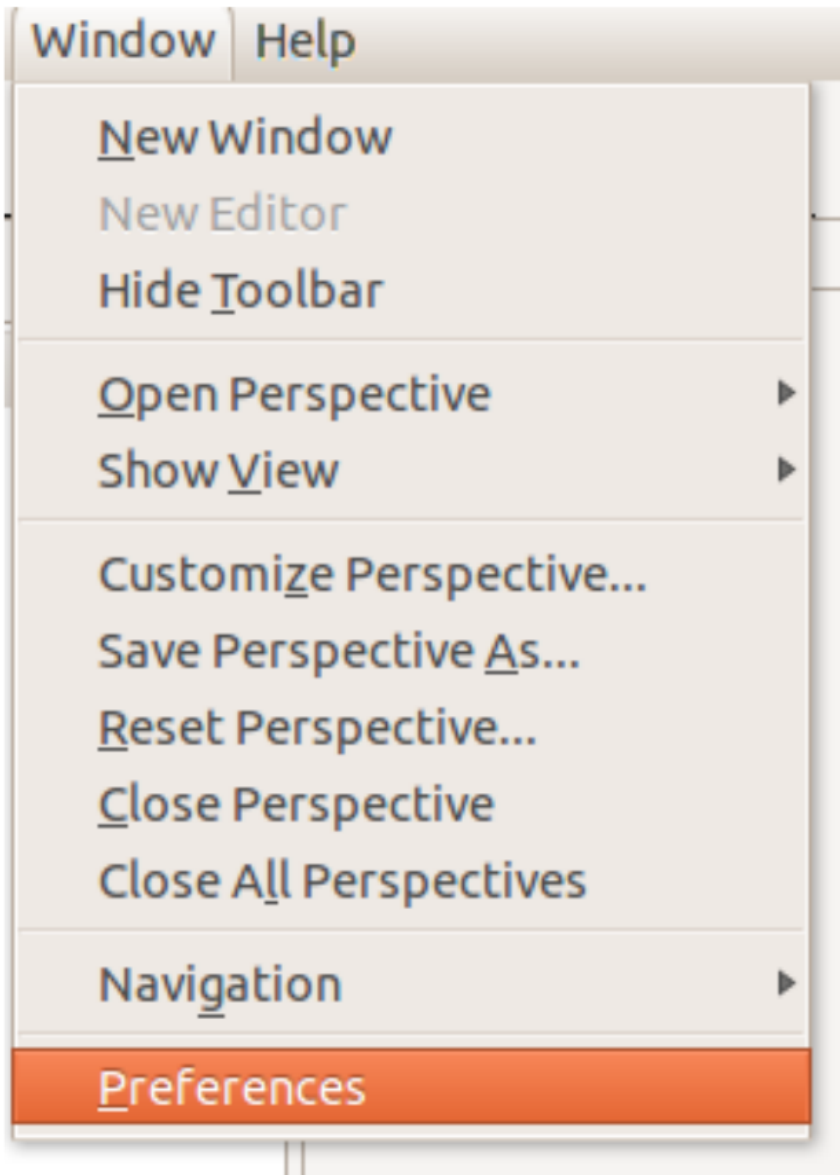 Window Help
New Window
New Editor
Hide Toolbar
Open Perspective
Show View
Customize Perspective...
Save Perspective As...
Reset Perspective...
Close Perspective
Close All Perspectives
Navigation
Preferences